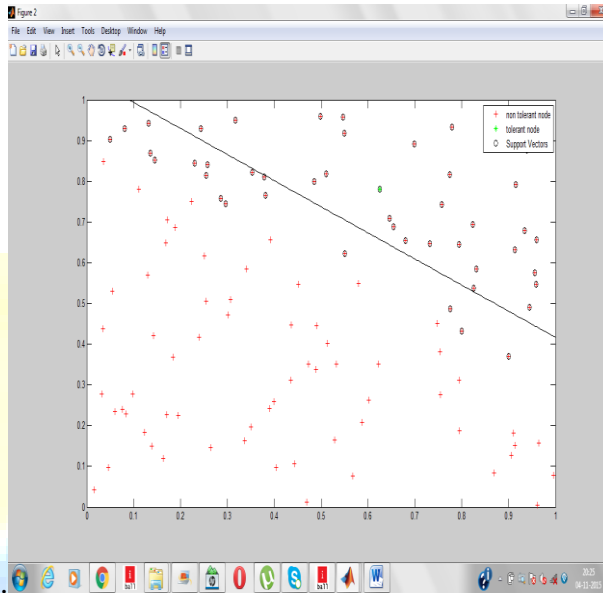 Figure 2
File Edit View Insert Tools Desktop Window Help
1
0.9
0.8
0.7
0.6
0.5
0.4
0.3
0.2
0.1
0
0 0.1 0.2 0.3 0.4 0.5 0.6 0.7 0.8 0.9 1
non tolerant node
tolerant node
Support Vectors
20:25
04-11-2015